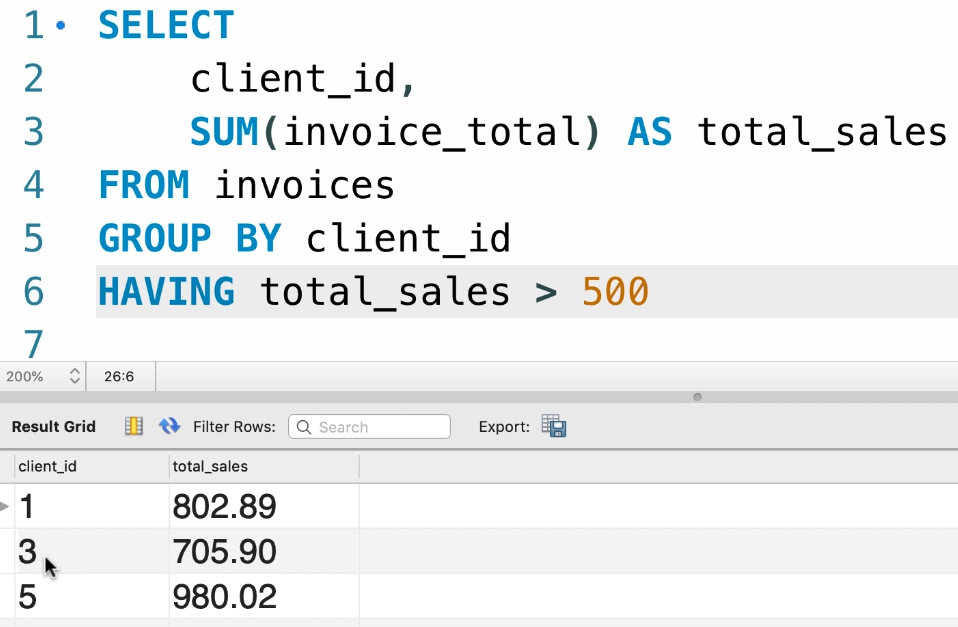 1 SELECT
2 client_id,
3 SUM(invoice_total) AS total_sales
4 FROM invoices
5 GROUP BY client_id
6 HAVING total_sales > 500
7
200% 26:6
Result Grid Filter Rows: Search Export:
client_id total_sales
1 802.89
3 705.90
5 980.02